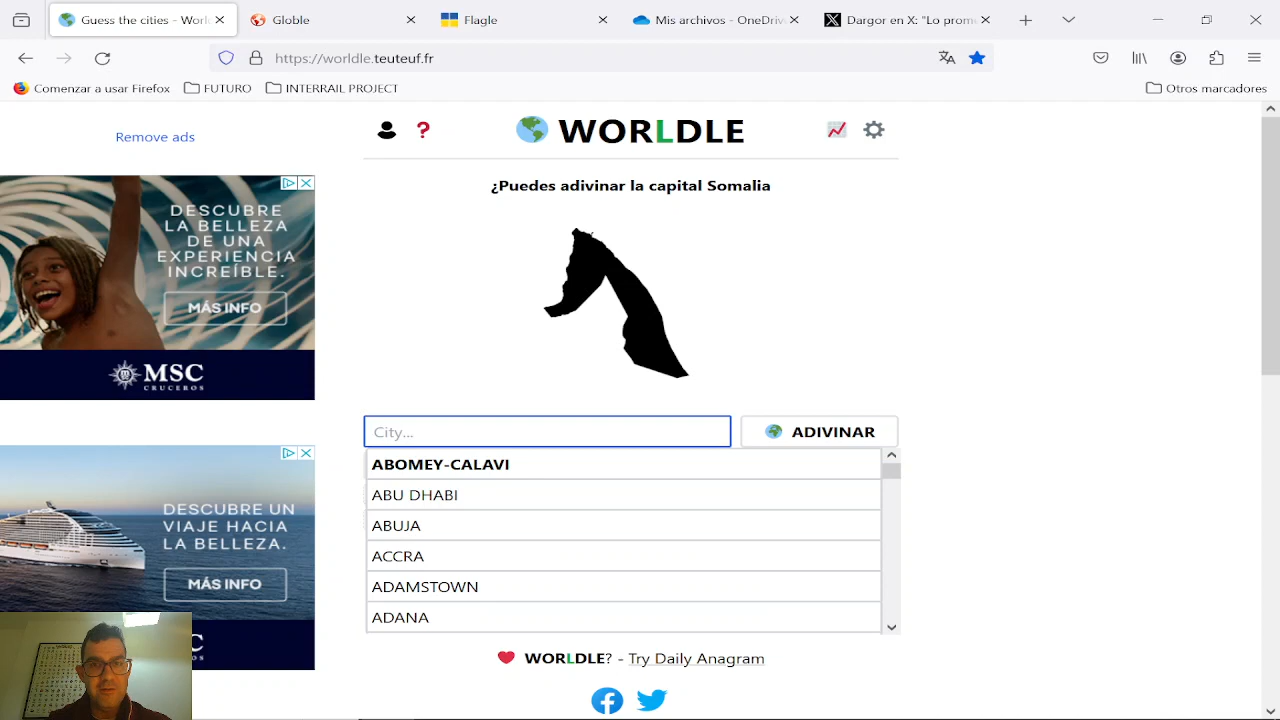 Guess the cities - Worl
Globle
Flagle
Mis archivos - OneDriv
Dargor en X: "Lo prom
https://worldle.teuteuf.fr
Comenzar a usar Firefox
FUTURO
INTERRAIL PROJECT
Otros marcadores
Remove ads
WORLDLE
¿Puedes adivinar la capital Somalia
DESCUBRE
LA BELLEZA
DE UNA
EXPERIENCIA
INCREÍBLE.
MÁS INFO
MSC
CRUCEROS
City...
ADIVINAR
ABOMEY-CALAVI
ABU DHABI
ABUJA
ACCRA
ADAMSTOWN
ADANA
DESCUBRE UN
VIAJE HACIA
LA BELLEZA.
MÁS INFO
WORLDLE? - Try Daily Anagram